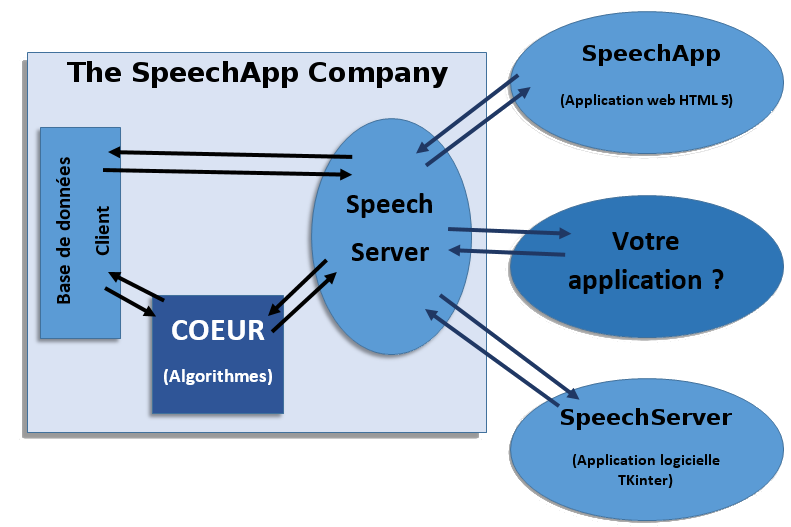 The SpeechApp Company
Base de données
Client
COEUR
(Algorithmes)
Speech
Server
SpeechApp
(Application web HTML 5)
Votre
application ?
SpeechServer
(Application logicielle
TKinter)